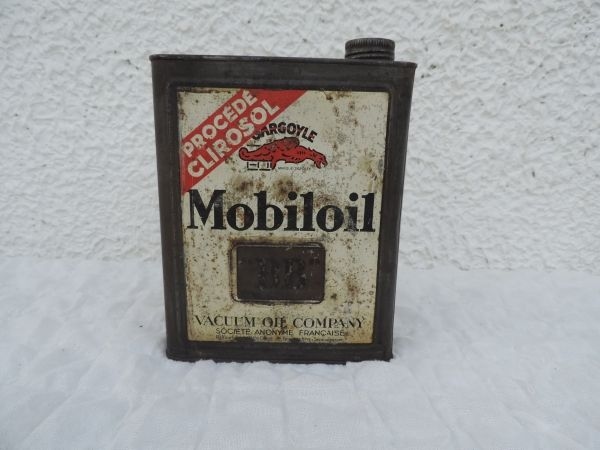 PROCÉDÉ
CLIROSOL
GARGOYLE
Mobiloil
VACUUM OIL COMPANY
SOCIÉTÉ ANONYME FRANÇAISE